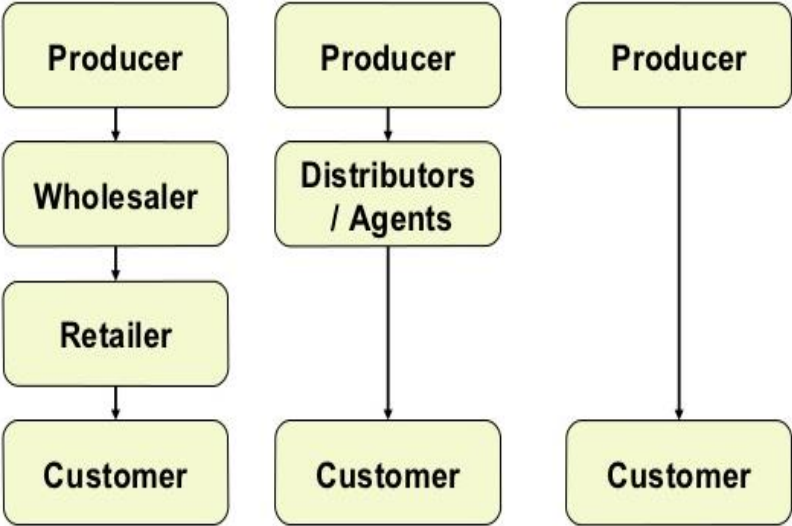 Producer
Wholesaler
Retailer
Customer
Producer
Distributors
/ Agents
Customer
Producer
Customer